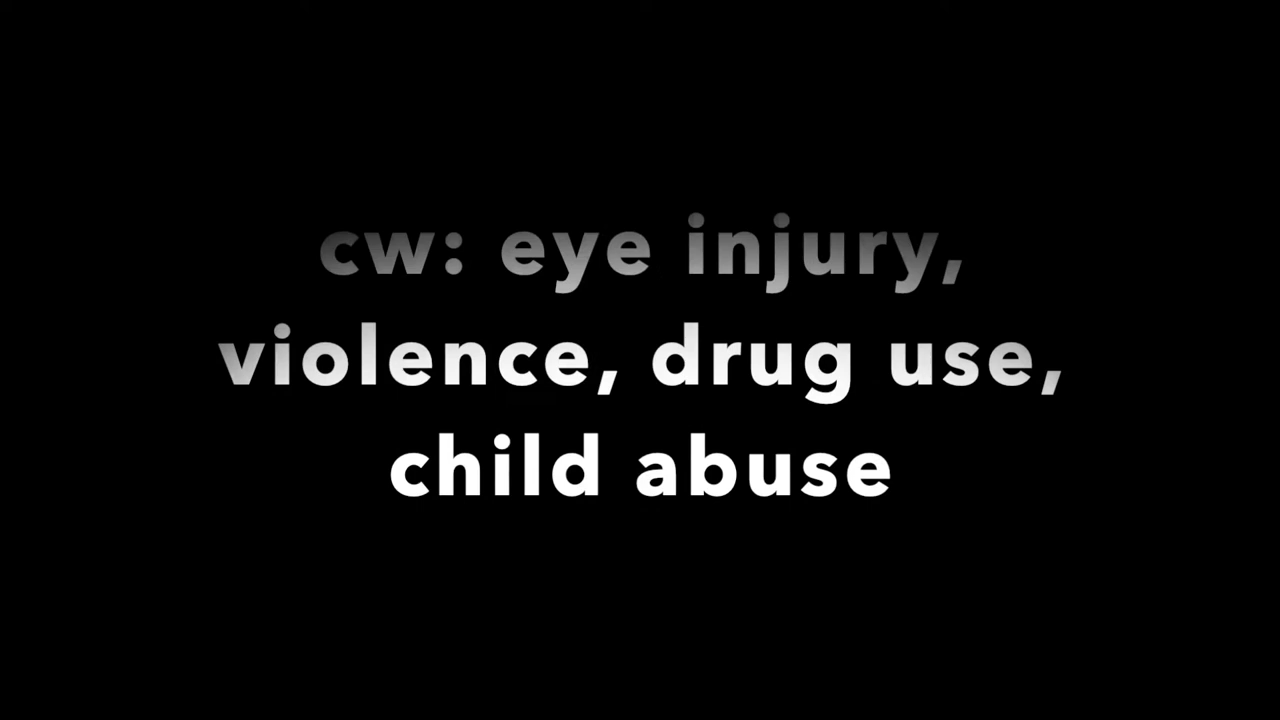 cw: eye injury,
violence, drug use,
child abuse